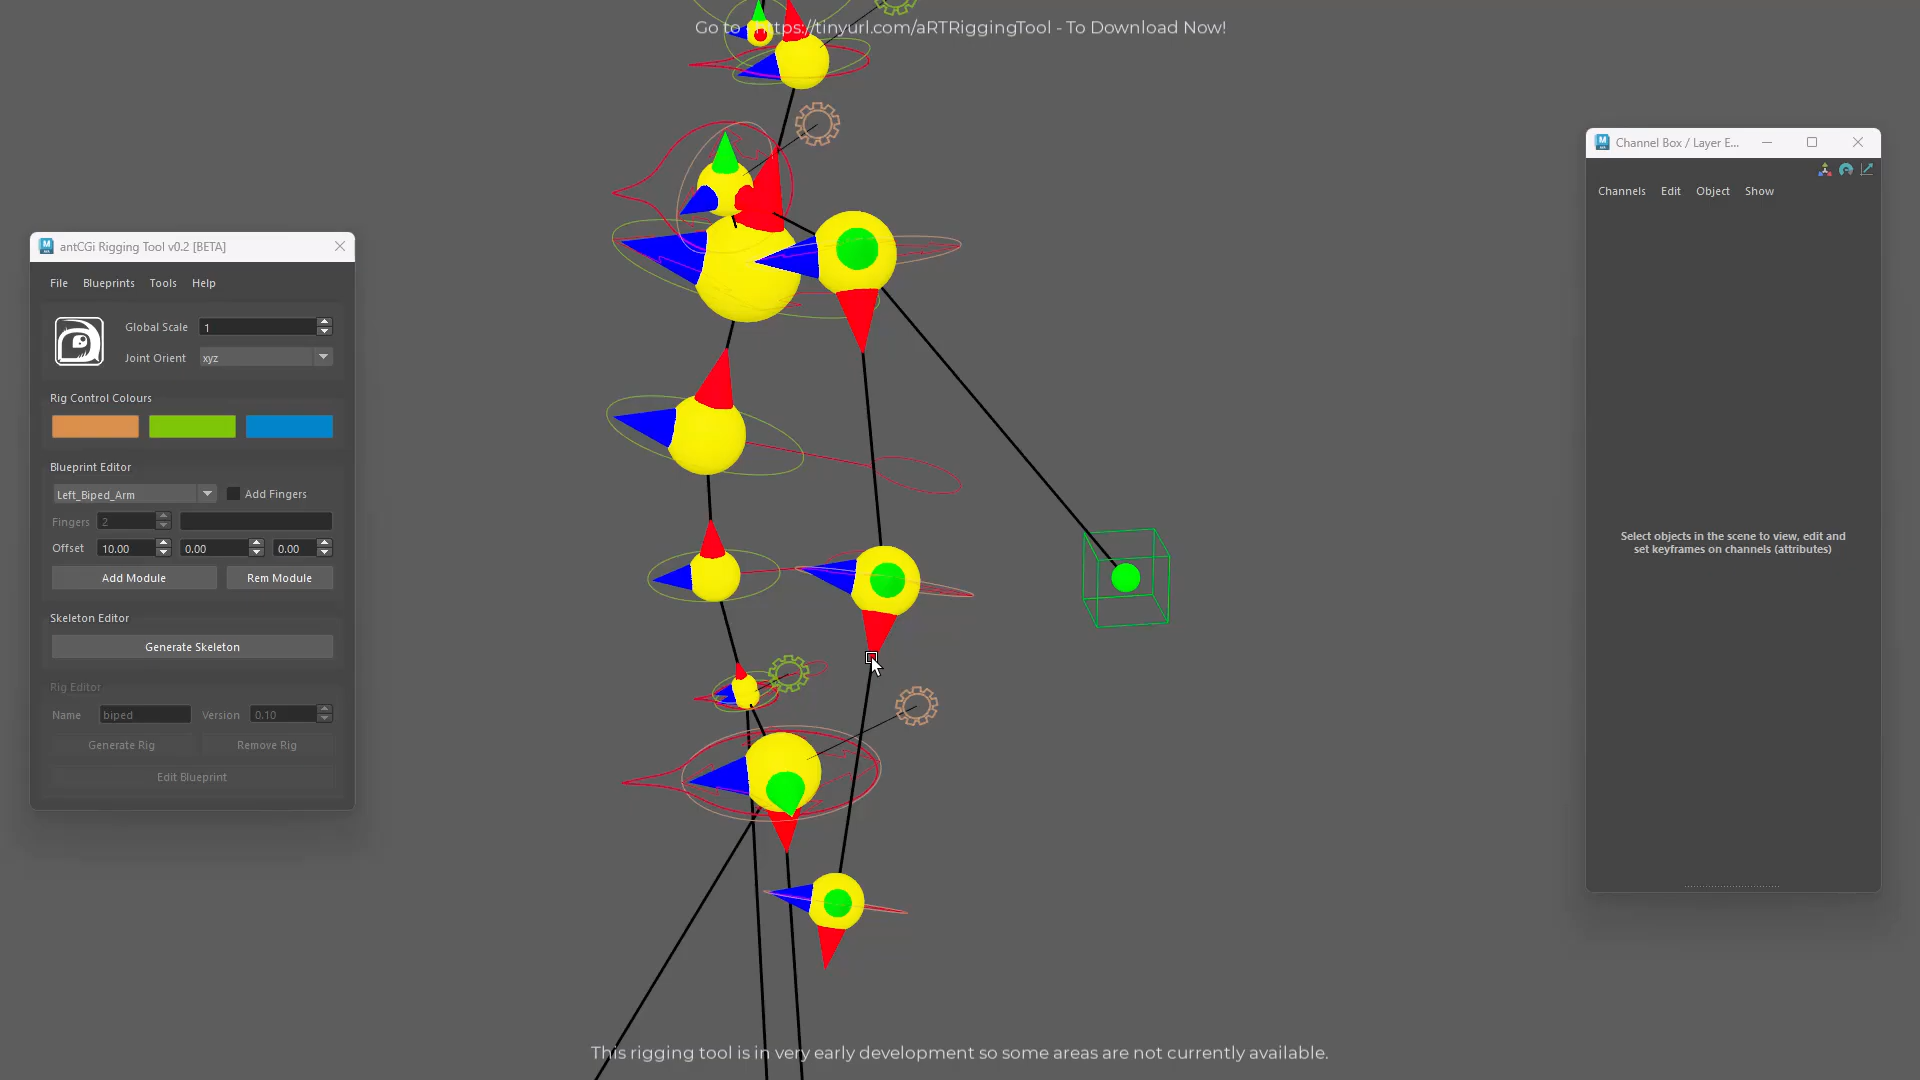 Go to - https://tinyurl.com/aRTRiggingTool - To Download Now!
Channel Box / Layer E...
Channels Edit Object Show
antCGi Rigging Tool v0.2 [BETA]
File Blueprints Tools Help
Global Scale 1
Joint Orient xyz
Rig Control Colours
Blueprint Editor
Left_Biped_Arm Add Fingers
Fingers 2
Offset 10.00 0.00 0.00
Add Module Rem Module
Select objects in the scene to view, edit and
set keyframes on channels (attributes)
Skeleton Editor
Generate Skeleton
Rig Editor
Name biped Version 0.10
Generate Rig Remove Rig
Edit Blueprint
This rigging tool is in very early development so some areas are not currently available.